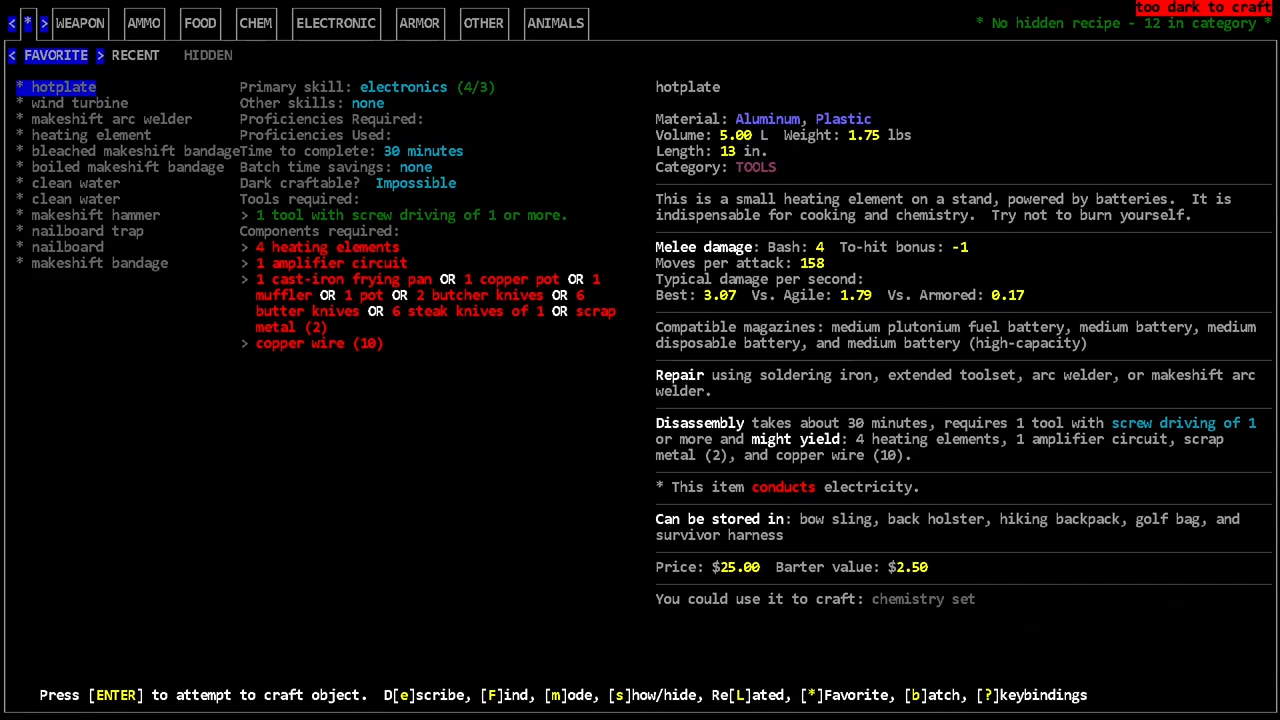 too dark to craft
< * > WEAPON AMMO FOOD CHEM ELECTRONIC ARMOR OTHER ANIMALS
* No hidden recipe - 12 in category *
< FAVORITE > RECENT HIDDEN
* hotplate
* wind turbine
* makeshift arc welder
* heating element
* bleached makeshift bandage
* boiled makeshift bandage
* clean water
* clean water
* makeshift hammer
* nailboard trap
* nailboard
* makeshift bandage
Primary skill: electronics (4/3)
Other skills: none
Proficiencies Required:
Proficiencies Used:
Time to complete: 30 minutes
Batch time savings: none
Dark craftable? Impossible
Tools required:
> 1 tool with screw driving of 1 or more.
Components required:
> 4 heating elements
> 1 amplifier circuit
> 1 cast-iron frying pan OR 1 copper pot OR 1
muffler OR 1 pot OR 2 butcher knives OR 6
butter knives OR 6 steak knives of 1 OR scrap
metal (2)
> copper wire (10)
hotplate
Material: Aluminum, Plastic
Volume: 5.00 L Weight: 1.75 lbs
Length: 13 in.
Category: TOOLS
This is a small heating element on a stand, powered by batteries. It is
indispensable for cooking and chemistry. Try not to burn yourself.
Melee damage: Bash: 4 To-hit bonus: -1
Moves per attack: 158
Typical damage per second:
Best: 3.07 Vs. Agile: 1.79 Vs. Armored: 0.17
Compatible magazines: medium plutonium fuel battery, medium battery, medium
disposable battery, and medium battery (high-capacity)
Repair using soldering iron, extended toolset, arc welder, or makeshift arc
welder.
Disassembly takes about 30 minutes, requires 1 tool with screw driving of 1
or more and might yield: 4 heating elements, 1 amplifier circuit, scrap
metal (2), and copper wire (10).
* This item conducts electricity.
Can be stored in: bow sling, back holster, hiking backpack, golf bag, and
survivor harness
Price: $25.00 Barter value: $2.50
You could use it to craft: chemistry set
Press [ENTER] to attempt to craft object. D[e]scribe, [F]ind, [m]ode, [s]how/hide, Re[L]ated, [*]Favorite, [b]atch, [?]keybindings